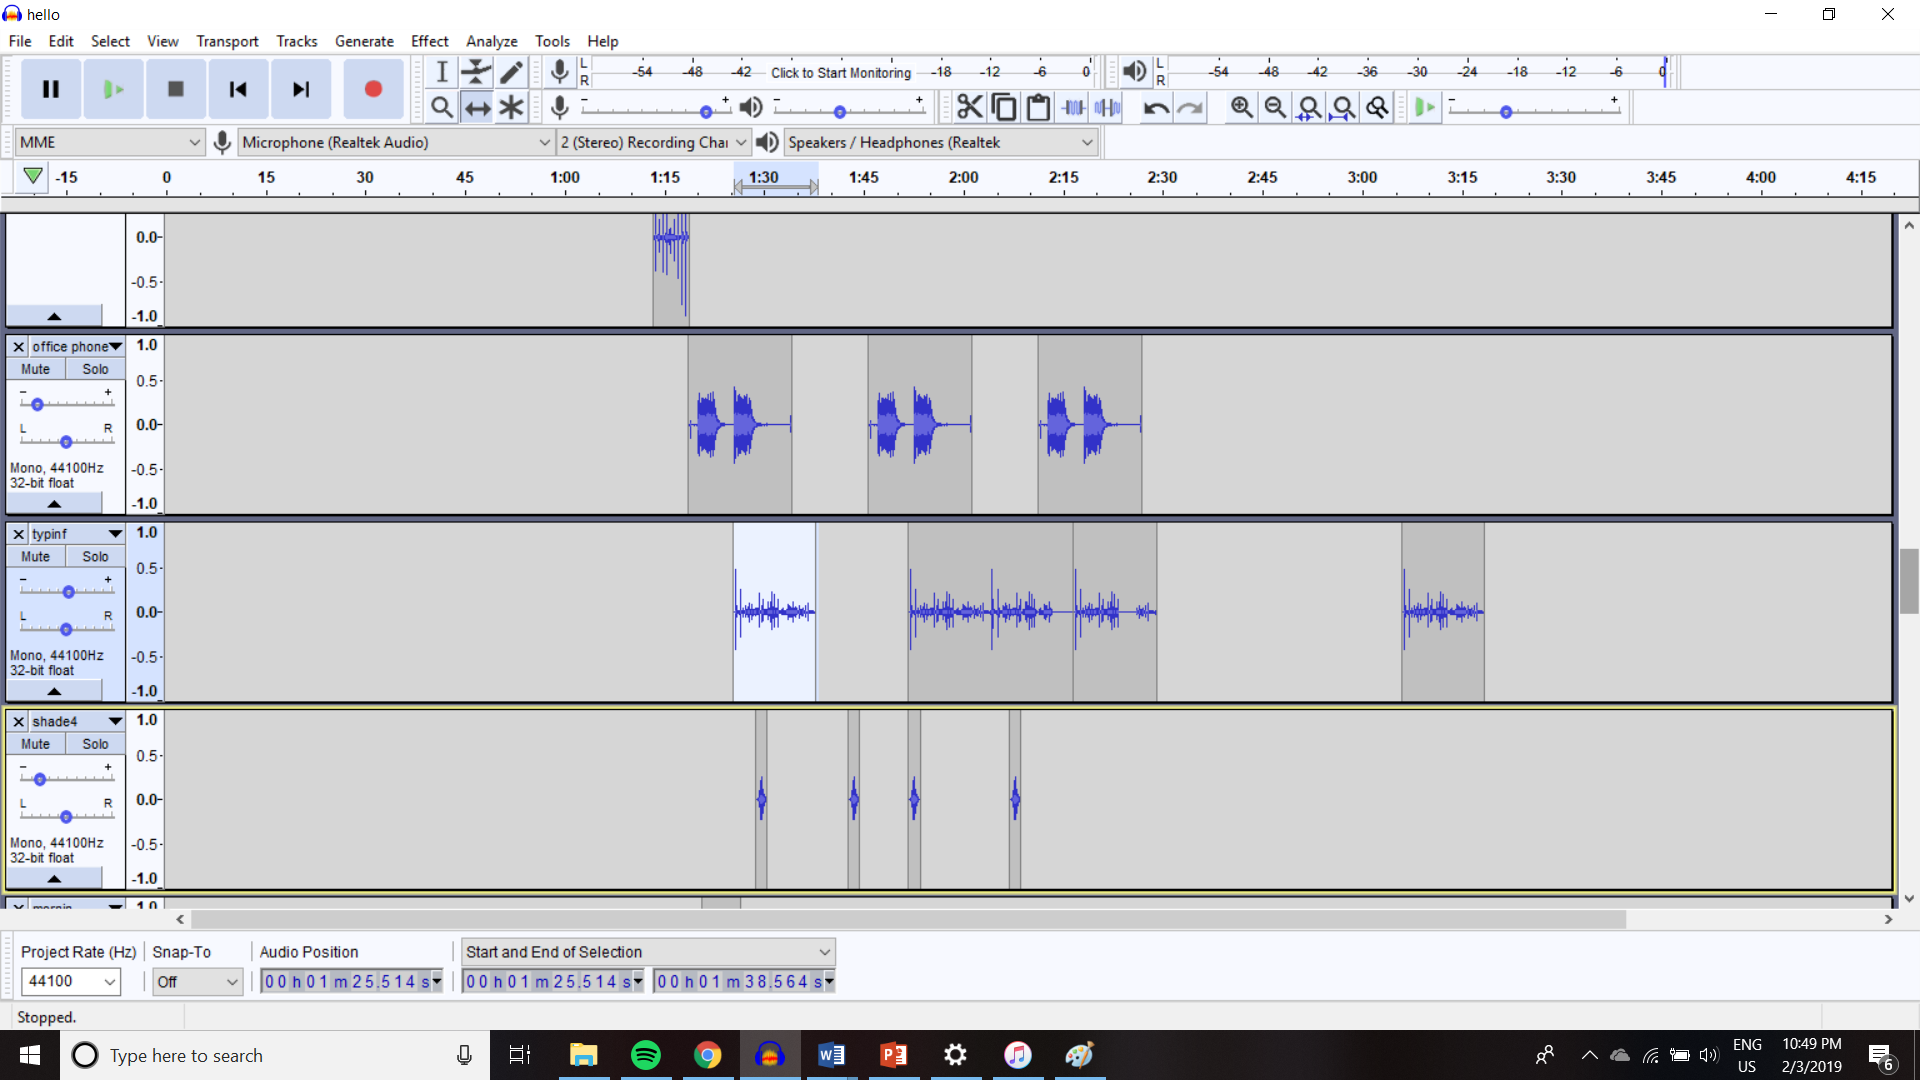 hello
File Edit Select View Transport Tracks Generate Effect Analyze Tools Help
L R -54 -48 -42 Click to Start Monitoring -18 -12 -6 0 L R -54 -48 -42 -36 -30 -24 -18 -12 -6 0
- + - + - +
MME Microphone (Realtek Audio) 2 (Stereo) Recording Chai Speakers / Headphones (Realtek
-15 0 15 30 45 1:00 1:15 1:30 1:45 2:00 2:15 2:30 2:45 3:00 3:15 3:30 3:45 4:00 4:15
0.0-
-0.5-
-1.0
office phone 1.0
Mute Solo
- + 0.5-
L R 0.0-
Mono, 44100Hz -0.5-
32-bit float
-1.0
typinf 1.0
Mute Solo
- + 0.5-
L R 0.0-
Mono, 44100Hz -0.5-
32-bit float
-1.0
shade4 1.0
Mute Solo
- + 0.5-
L R 0.0-
Mono, 44100Hz -0.5-
32-bit float
-1.0
1.0
Project Rate (Hz) Snap-To Audio Position Start and End of Selection
44100 Off 00 h 01 m 25.514 s 00 h 01 m 25.514 s 00 h 01 m 38.564 s
Stopped.
Type here to search ENG 10:49 PM
US 2/3/2019 6